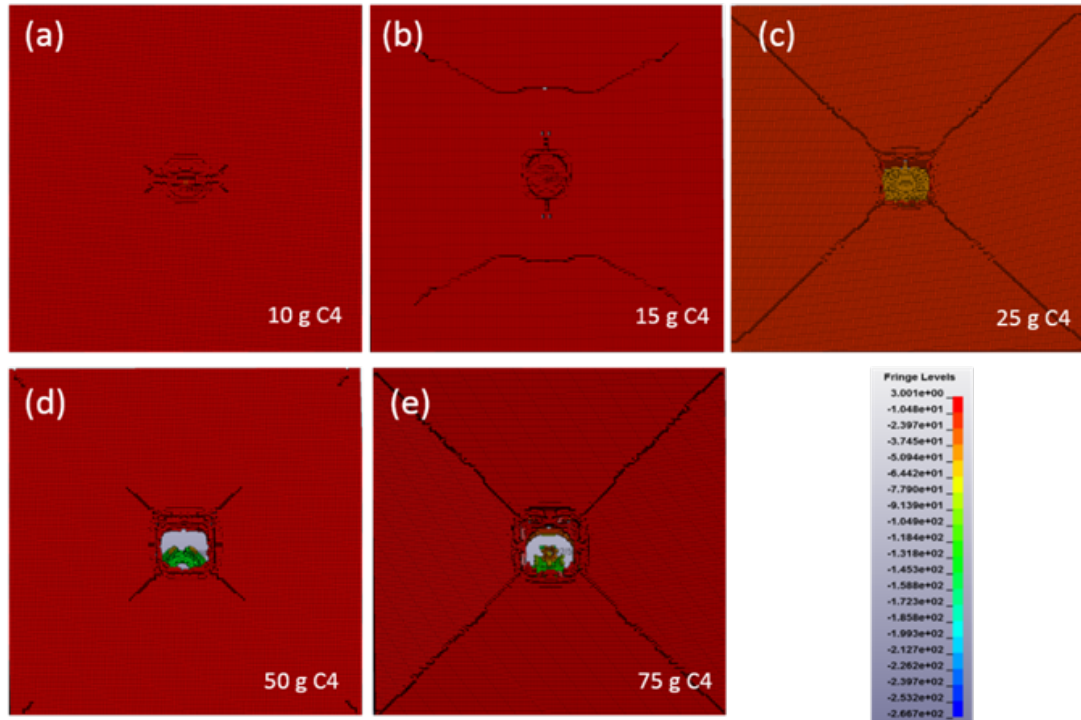 (a)
10 g C4
(b)
15 g C4
(c)
25 g C4
(d)
50 g C4
(e)
75 g C4
Fringe Levels
3.001e+00
-1.048e+01
-2.397e+01
-3.745e+01
-5.094e+01
-6.442e+01
-7.790e+01
-9.139e+01
-1.049e+02
-1.184e+02
-1.318e+02
-1.453e+02
-1.588e+02
-1.723e+02
-1.858e+02
-1.993e+02
-2.127e+02
-2.262e+02
-2.397e+02
-2.532e+02
-2.667e+02